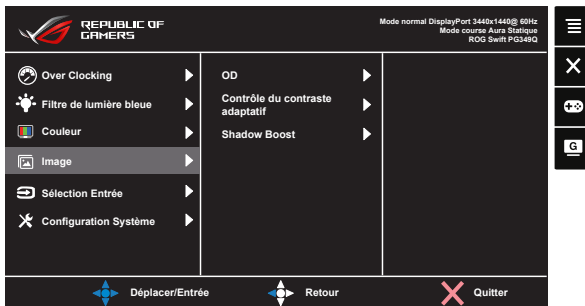 REPUBLIC OF
GAMERS
Mode normal DisplayPort 3440x1440@ 60Hz
Mode course Aura Statique
ROG Swift PG349Q
Over Clocking
Filtre de lumière bleue
Couleur
Image
Sélection Entrée
Configuration Système
OD
Contrôle du contraste
adaptatif
Shadow Boost
G
Déplacer/Entrée
Retour
Quitter